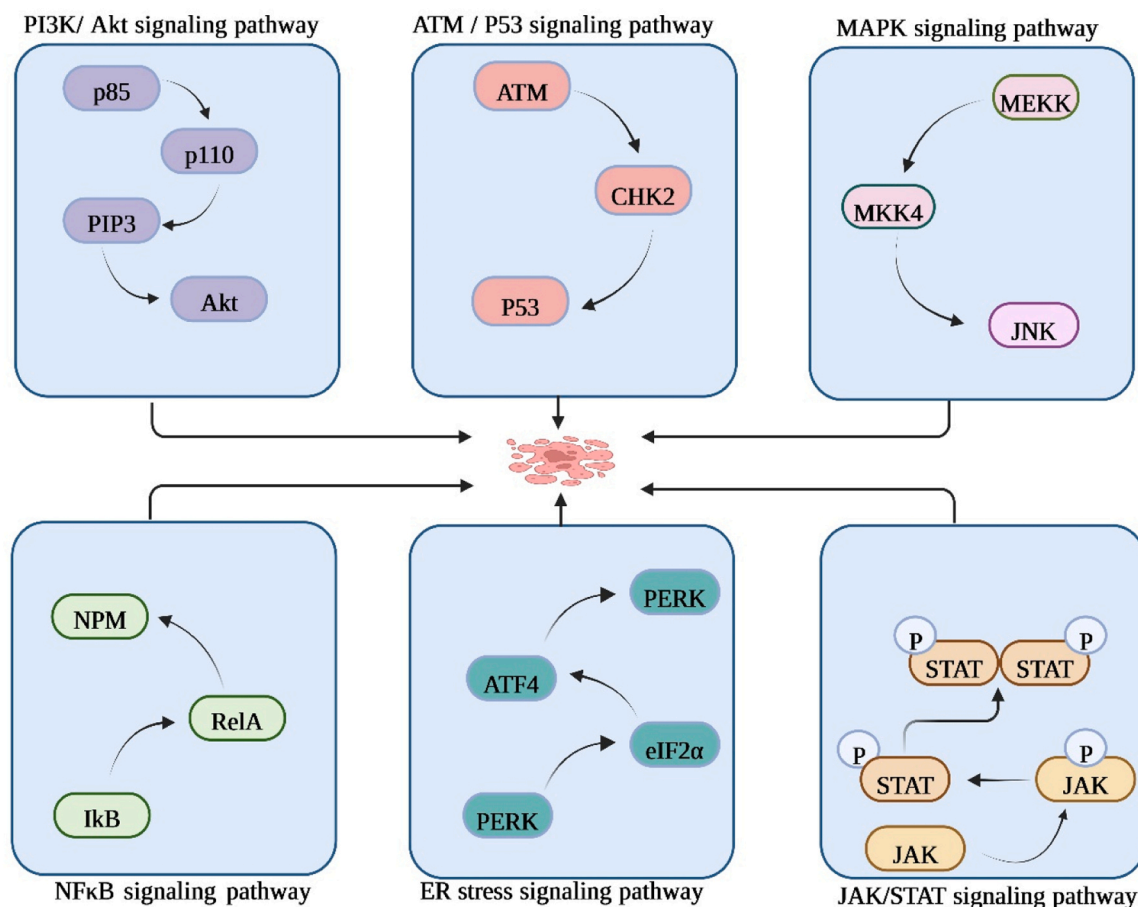 PI3K/ Akt signaling pathway
p85
p110
PIP3
Akt
ATM / P53 signaling pathway
ATM
CHK2
P53
MAPK signaling pathway
MEKK
MKK4
JNK
NPM
RelA
IkB
NFκB signaling pathway
PERK
ATF4
eIF2α
PERK
ER stress signaling pathway
P
P
STAT
STAT
P
P
STAT
JAK
JAK
JAK/STAT signaling pathway